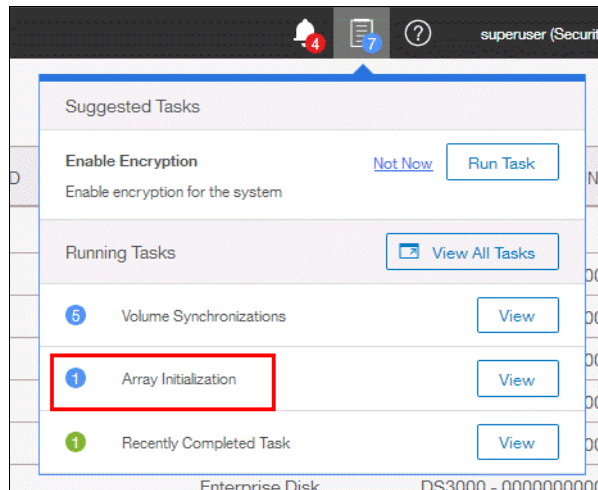 4
7
?
superuser (Securit
Suggested Tasks
Enable Encryption
Not Now
Run Task
Enable encryption for the system
D
N
Running Tasks
View All Tasks
5
Volume Synchronizations
View
1
Array Initialization
View
1
Recently Completed Task
View
Enterprise Disk
DS3000 - 0000000000